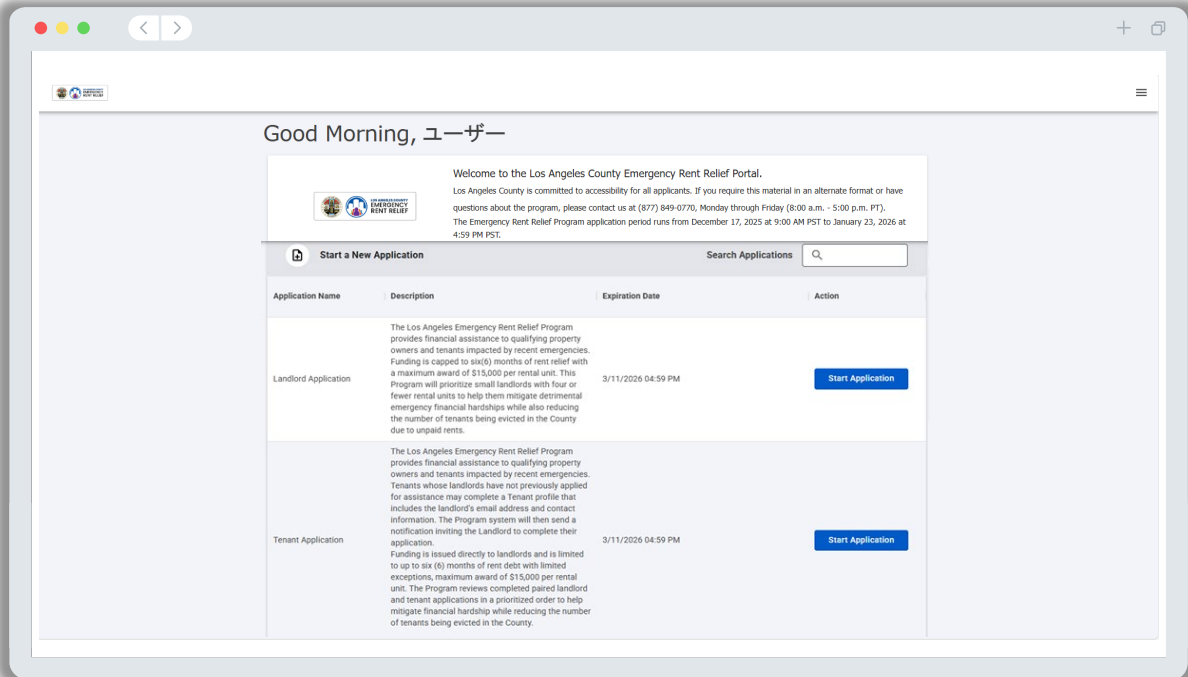 LOS ANGELES COUNTY
EMERGENCY
RENT RELIEF
Good Morning, ユーザー
LOS ANGELES COUNTY
EMERGENCY
RENT RELIEF
Welcome to the Los Angeles County Emergency Rent Relief Portal.
Los Angeles County is committed to accessibility for all applicants. If you require this material in an alternate format or have
questions about the program, please contact us at (877) 849-0770, Monday through Friday (8:00 a.m. - 5:00 p.m. PT).
The Emergency Rent Relief Program application period runs from December 17, 2025 at 9:00 AM PST to January 23, 2026 at
4:59 PM PST.
Start a New Application
Search Applications
Application Name
Description
Expiration Date
Action
Landlord Application
The Los Angeles Emergency Rent Relief Program
provides financial assistance to qualifying property
owners and tenants impacted by recent emergencies.
Funding is capped to six(6) months of rent relief with
a maximum award of $15,000 per rental unit. This
Program will prioritize small landlords with four or
fewer rental units to help them mitigate detrimental
emergency financial hardships while also reducing
the number of tenants being evicted in the County
due to unpaid rents.
3/11/2026 04:59 PM
Start Application
Tenant Application
The Los Angeles Emergency Rent Relief Program
provides financial assistance to qualifying property
owners and tenants impacted by recent emergencies.
Tenants whose landlords have not previously applied
for assistance may complete a Tenant profile that
includes the landlord's email address and contact
information. The Program system will then send a
notification inviting the Landlord to complete their
application.
Funding is issued directly to landlords and is limited
to up to six (6) months of rent debt with limited
exceptions, maximum award of $15,000 per rental
unit. The Program reviews completed paired landlord
and tenant applications in a prioritized order to help
mitigate financial hardship while reducing the number
of tenants being evicted in the County.
3/11/2026 04:59 PM
Start Application